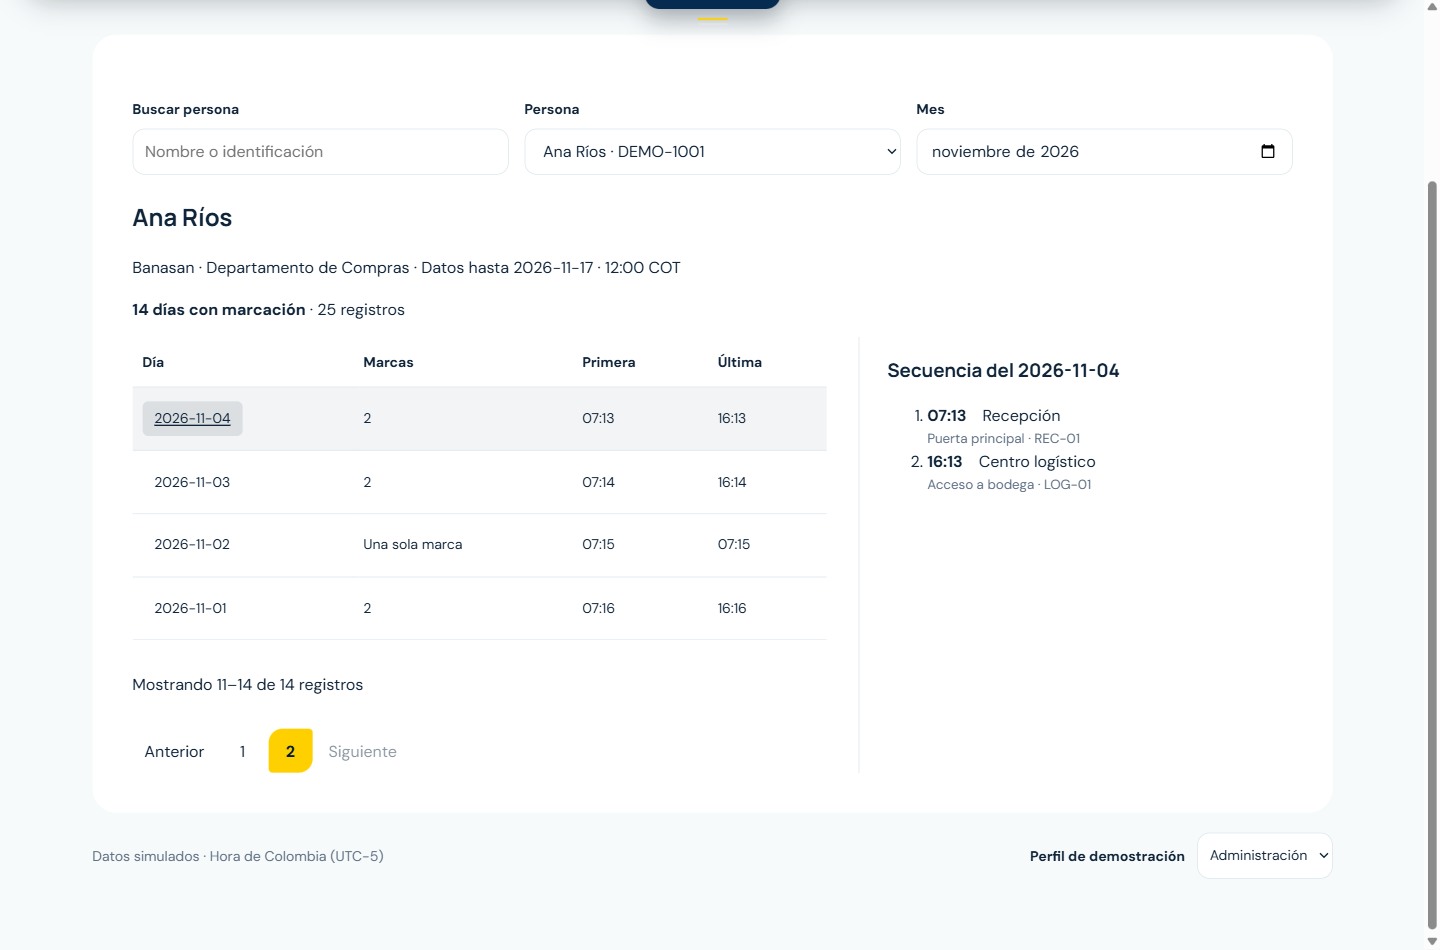 Buscar persona
Persona
Mes
Nombre o identificación
Ana Ríos · DEMO-1001
noviembre de 2026
Ana Ríos
Banasan · Departamento de Compras · Datos hasta 2026-11-17 · 12:00 COT
14 días con marcación · 25 registros
Día Marcas Primera Última
2026-11-04 2 07:13 16:13
2026-11-03 2 07:14 16:14
2026-11-02 Una sola marca 07:15 07:15
2026-11-01 2 07:16 16:16
Mostrando 11–14 de 14 registros
Anterior 1 2 Siguiente
Secuencia del 2026-11-04
1. 07:13 Recepción
Puerta principal · REC-01
2. 16:13 Centro logístico
Acceso a bodega · LOG-01
Datos simulados · Hora de Colombia (UTC-5)
Perfil de demostración
Administración